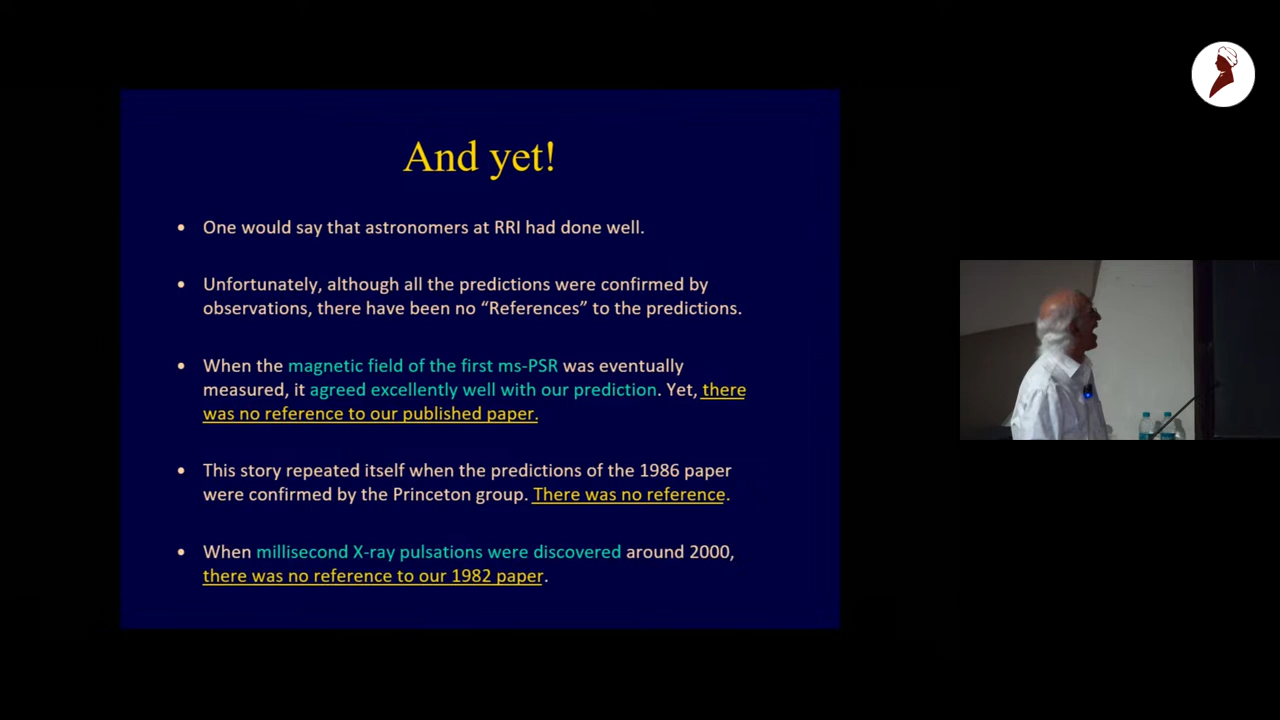 And yet!
• One would say that astronomers at RRI had done well.
• Unfortunately, although all the predictions were confirmed by
observations, there have been no “References” to the predictions.
• When the magnetic field of the first ms-PSR was eventually
measured, it agreed excellently well with our prediction. Yet, there
was no reference to our published paper.
• This story repeated itself when the predictions of the 1986 paper
were confirmed by the Princeton group. There was no reference.
• When millisecond X-ray pulsations were discovered around 2000,
there was no reference to our 1982 paper.